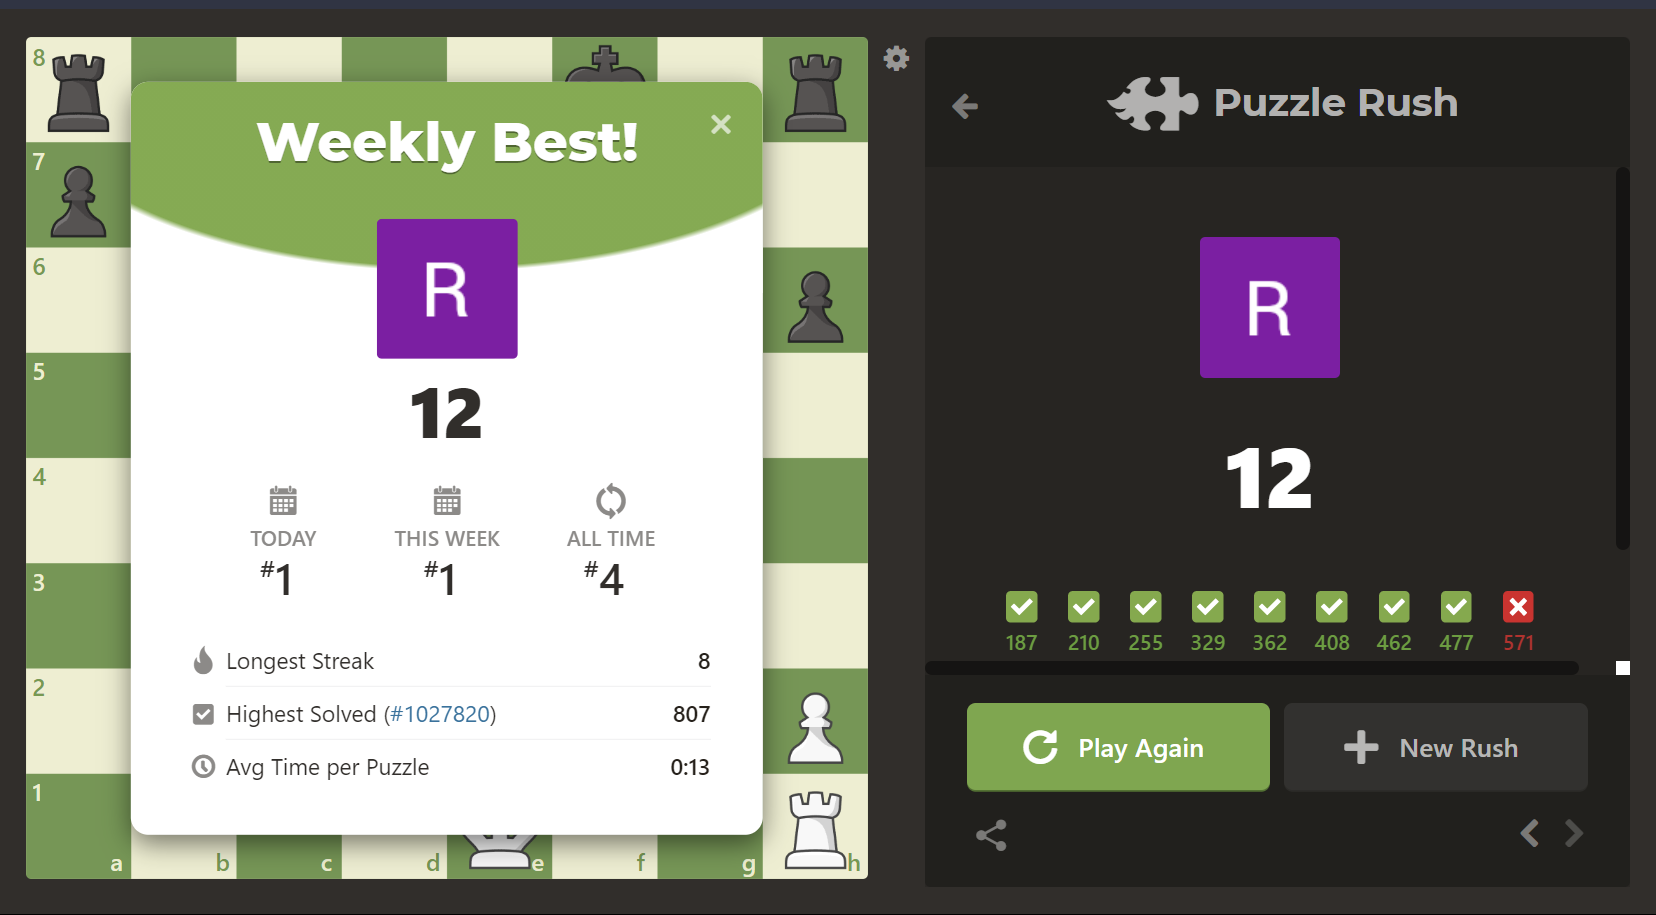 8
7
6
5
4
3
2
1
a b c d e f g h
Weekly Best!
R
12
TODAY THIS WEEK ALL TIME
#1 #1 #4
Longest Streak 8
Highest Solved (#1027820) 807
Avg Time per Puzzle 0:13
Puzzle Rush
R
12
187 210 255 329 362 408 462 477 571
Play Again New Rush